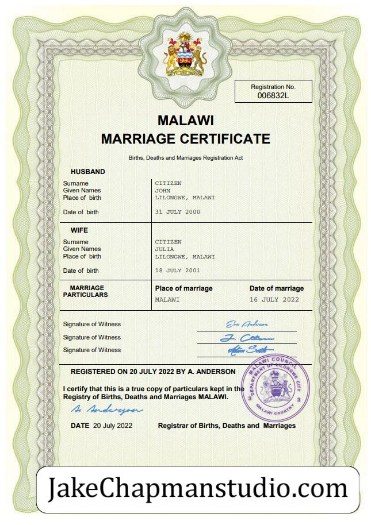 Registration No.
006832L
MALAWI
MARRIAGE CERTIFICATE
Births, Deaths and Marriages Registration Act
HUSBAND
Surname CITIZEN
Given Names JOHN
Place of birth LILONGWE, MALAWI
Date of birth 31 JULY 2000
WIFE
Surname CITIZEN
Given Names JULIA
Place of birth LILONGWE, MALAWI
Date of birth 18 JULY 2001
MARRIAGE PARTICULARS
Place of marriage Date of marriage
MALAWI 16 JULY 2022
Signature of Witness
Signature of Witness
Signature of Witness
REGISTERED ON 20 JULY 2022 BY A. ANDERSON
I certify that this is a true copy of particulars kept in the
Registry of Births, Deaths and Marriages MALAWI.
A. Anderson
DATE 20 July 2022 Registrar of Births, Deaths and Marriages
MALAWI COUNCIL
MALAWI COUNTRY
JakeChapmanstudio.com